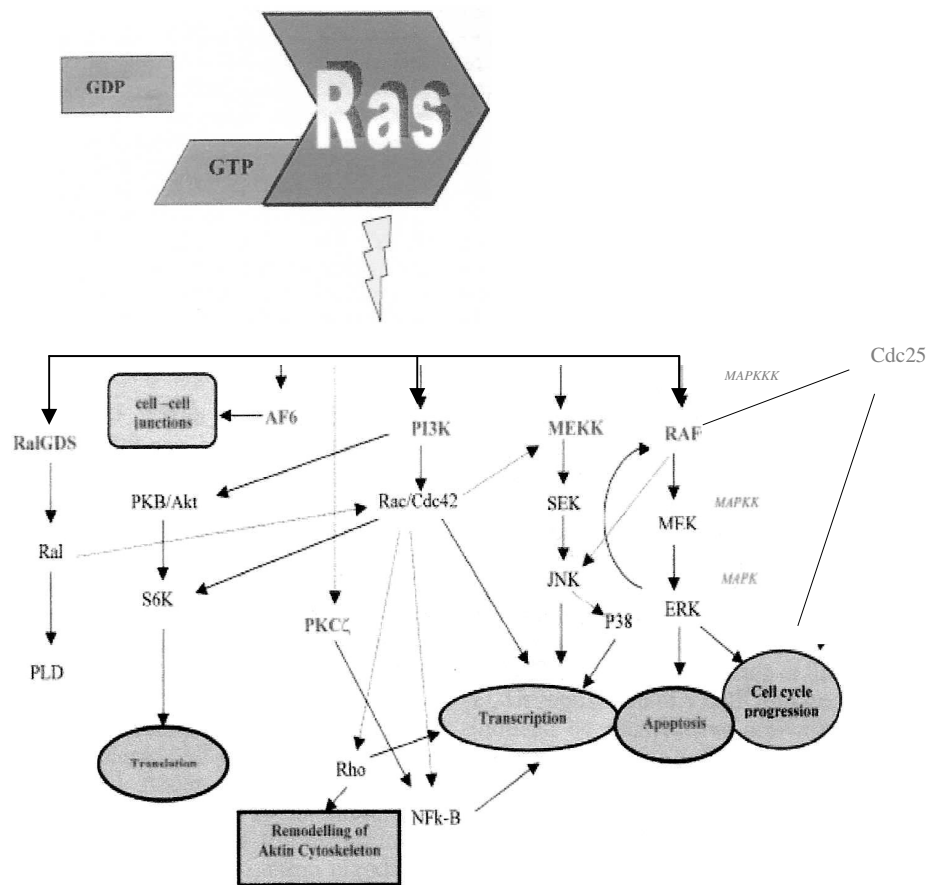 GDP
Ras
GTP
Cdc25
MAPKKK
cell –cell
junctions
AF6
RalGDS
PI3K
MEKK
RAF
PKB/Akt
Rac/Cdc42
SEK
MAPKK
MEK
Ral
JNK
MAPK
S6K
PKCζ
P38
ERK
PLD
Transcription
Apoptosis
Cell cycle
progression
Translation
Rho
NFk-B
Remodelling of
Aktin Cytoskeleton